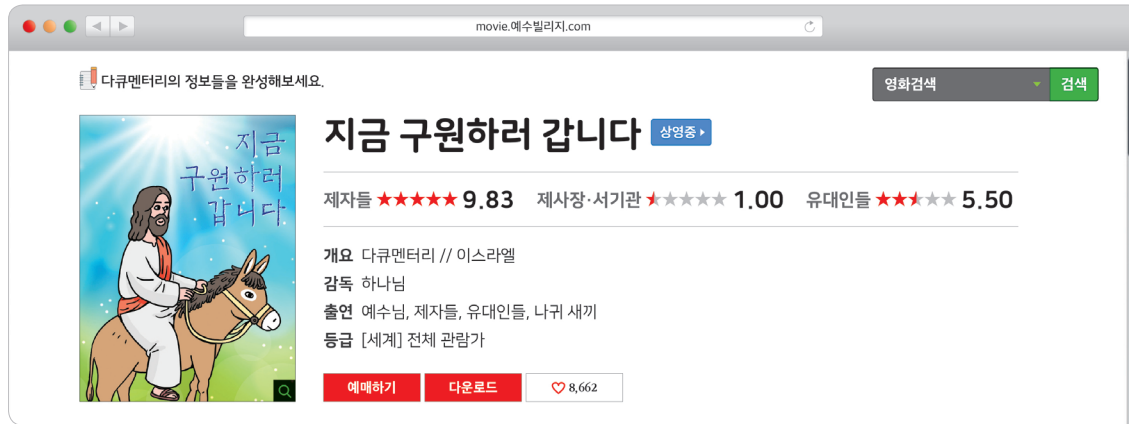 movie.예수빌리지.com
다큐멘터리의 정보들을 완성해보세요.
영화검색 검색
지금
구원하러
갑니다
지금 구원하러 갑니다 상영중
제자들 ★★★★★ 9.83 제사장·서기관 ★★★★★ 1.00 유대인들 ★★★★★ 5.50
개요 다큐멘터리 // 이스라엘
감독 하나님
출연 예수님, 제자들, 유대인들, 나귀 새끼
등급 [세계] 전체 관람가
예매하기 다운로드 ♡ 8,662